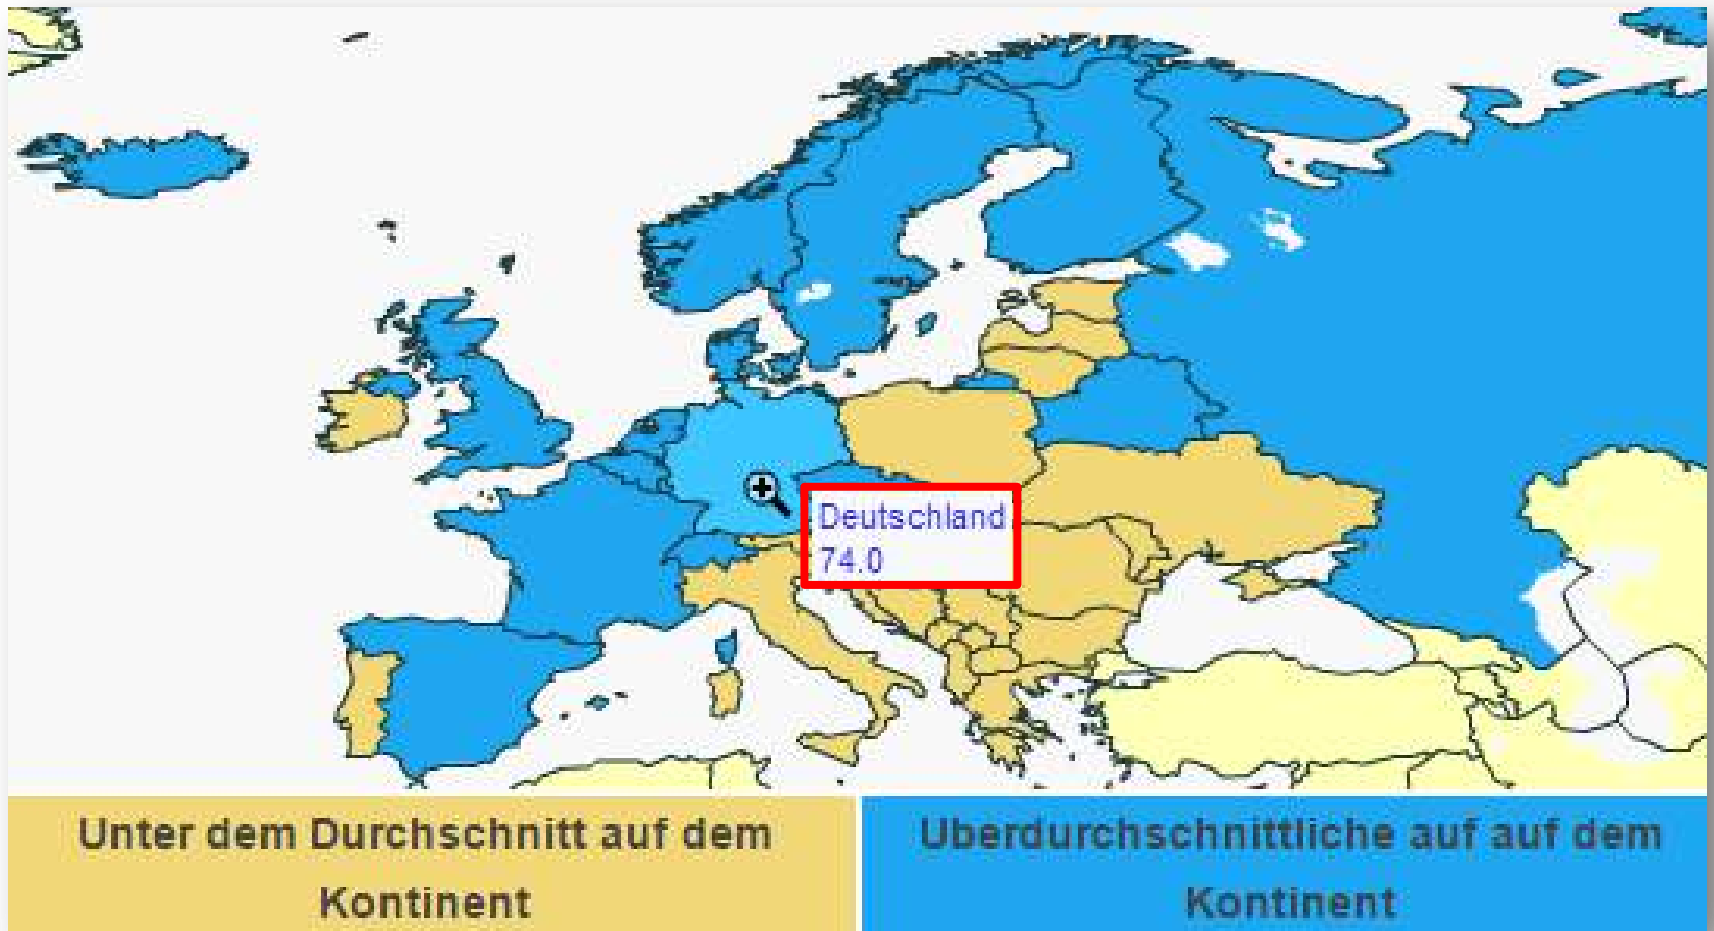 Deutschland
74.0
Unter dem Durchschnitt auf dem
Kontinent
Uberdurchschnittliche auf auf dem
Kontinent